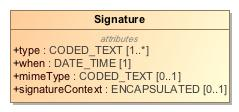 Signature
attributes
+type : CODED_TEXT [1..*]
+when : DATE_TIME [1]
+mimeType : CODED_TEXT [0..1]
+signatureContext : ENCAPSULATED [0..1]